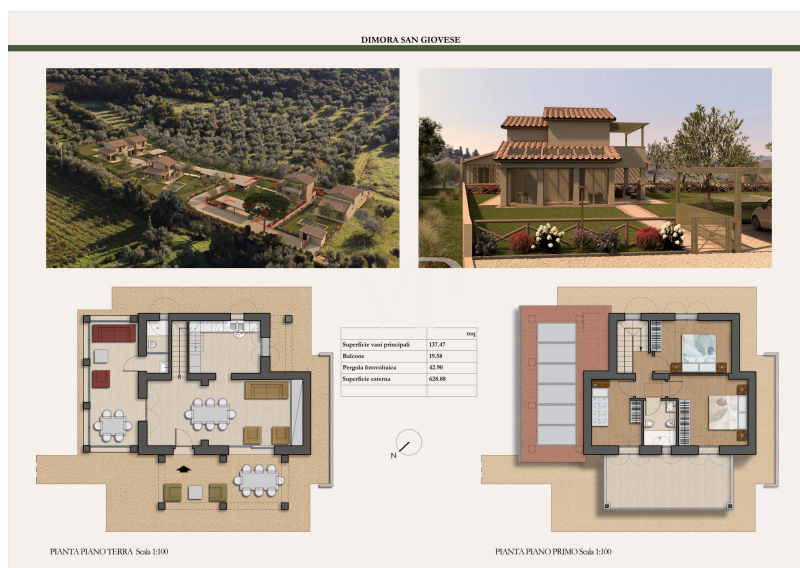 DIMORA SAN GIOVESE
mq
Superficie vani principali 137.47
Balcone 19.58
Pergola fotovoltaica 42.90
Superficie esterna 628.88
N
PIANTA PIANO TERRA Scala 1:100
PIANTA PIANO PRIMO Scala 1:100